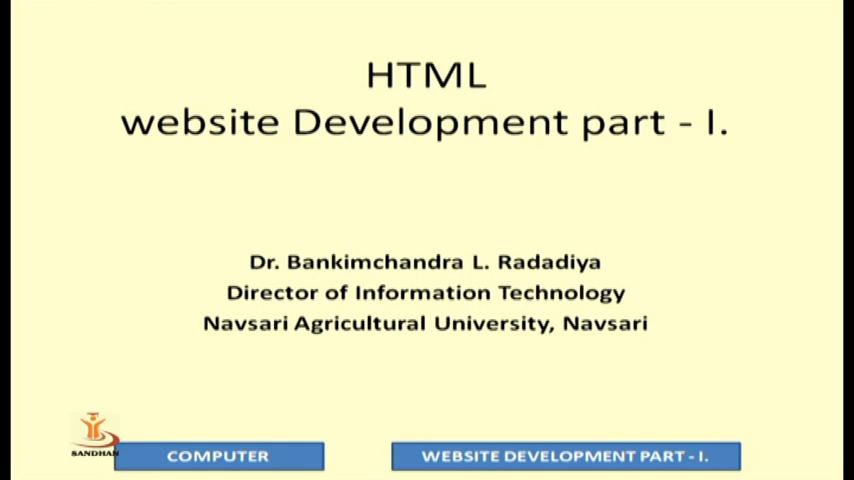 HTML
website Development part - I.
Dr. Bankimchandra L. Radadiya
Director of Information Technology
Navsari Agricultural University, Navsari
SANDHAN
COMPUTER
WEBSITE DEVELOPMENT PART - I.